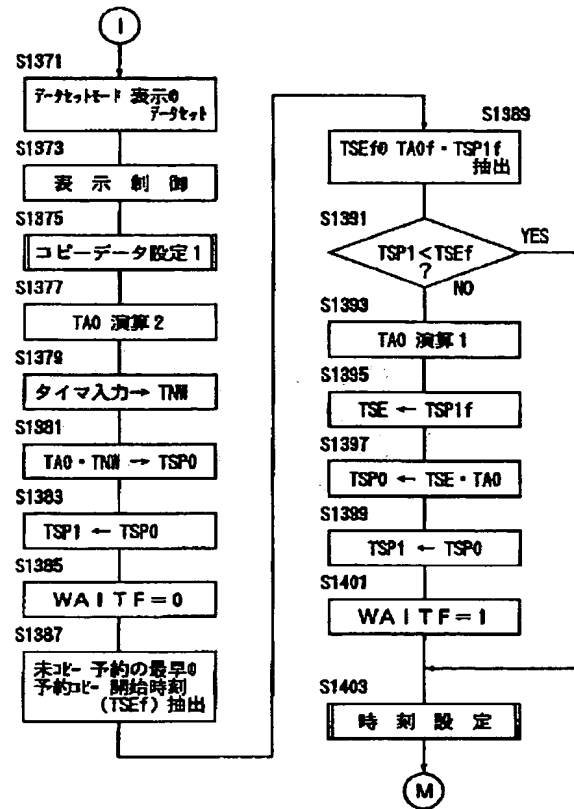 I
S1371
データセットモード 表示の
データセット
S1373
表 示 制 御
S1375
コピーデータ設定1
S1377
TA0 演算2
S1379
タイマ入力→ TNW
S1381
TA0・TNW → TSP0
S1383
TSP1 ← TSP0
S1385
WAITF=0
S1387
未コピー 予約の最早の
予約コピー 開始時刻
(TSEf) 抽出
S1389
TSEfの TA0f・TSP1f
抽出
S1391
TSP1<TSEf
?
YES
NO
S1393
TA0 演算1
S1395
TSE ← TSP1f
S1397
TSP0 ← TSE・TA0
S1399
TSP1 ← TSP0
S1401
WAITF=1
S1403
時 刻 設 定
M